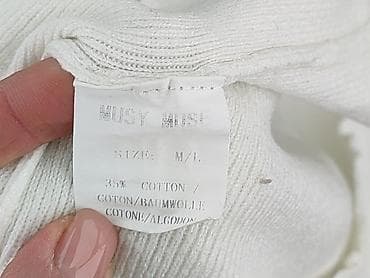 MUSY MUSE
SIZE: M/L
35% COTTON /
COTON/BAUMWOLLE
COTONE/ALGODON